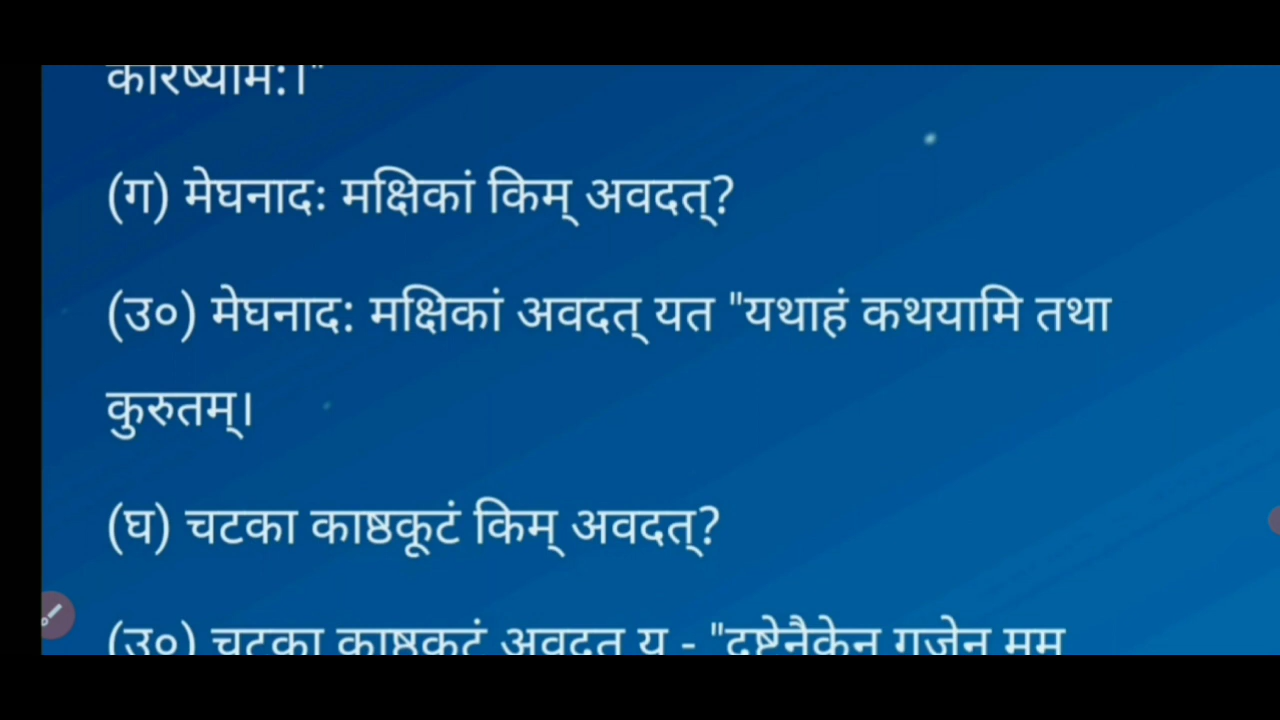 करिष्यामः।"
(ग) मेघनादः मक्षिकां किम् अवदत्?
(उ०) मेघनाद: मक्षिकां अवदत् यत "यथाहं कथयामि तथा
कुरुतम्।
(घ) चटका काष्ठकूटं किम् अवदत्?
(उ०) चटका काष्ठकूटं अवदत य - "दुष्टेनैकेन गजेन मम